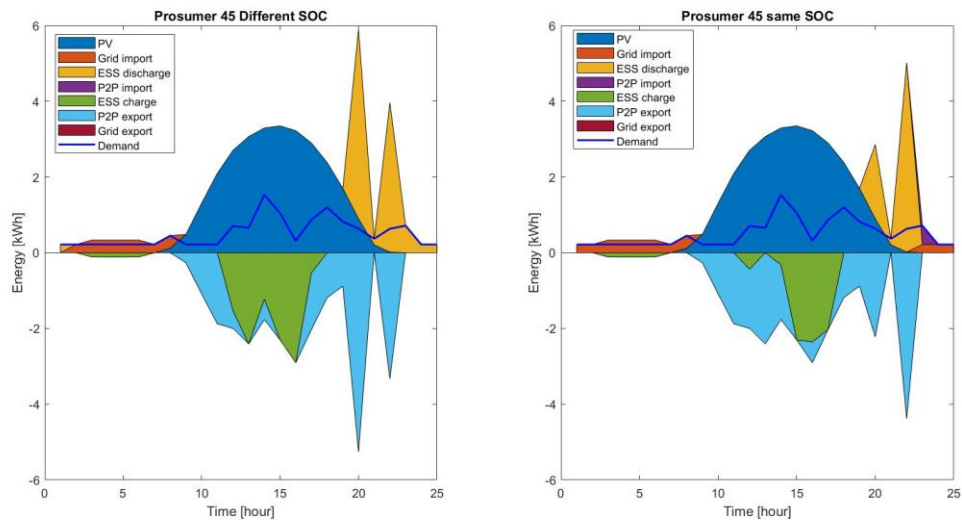 Prosumer 45 Different SOC
PV
Grid import
ESS discharge
P2P import
ESS charge
P2P export
Grid export
Demand
Energy [kWh]
6
4
2
0
-2
-4
-6
0 5 10 15 20 25
Time [hour]
Prosumer 45 same SOC
PV
Grid import
ESS discharge
P2P import
ESS charge
P2P export
Grid export
Demand
Energy [kWh]
6
4
2
0
-2
-4
-6
0 5 10 15 20 25
Time [hour]